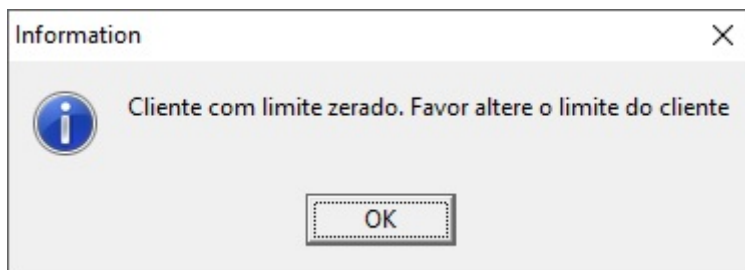 Information
Cliente com limite zerado. Favor altere o limite do cliente
OK